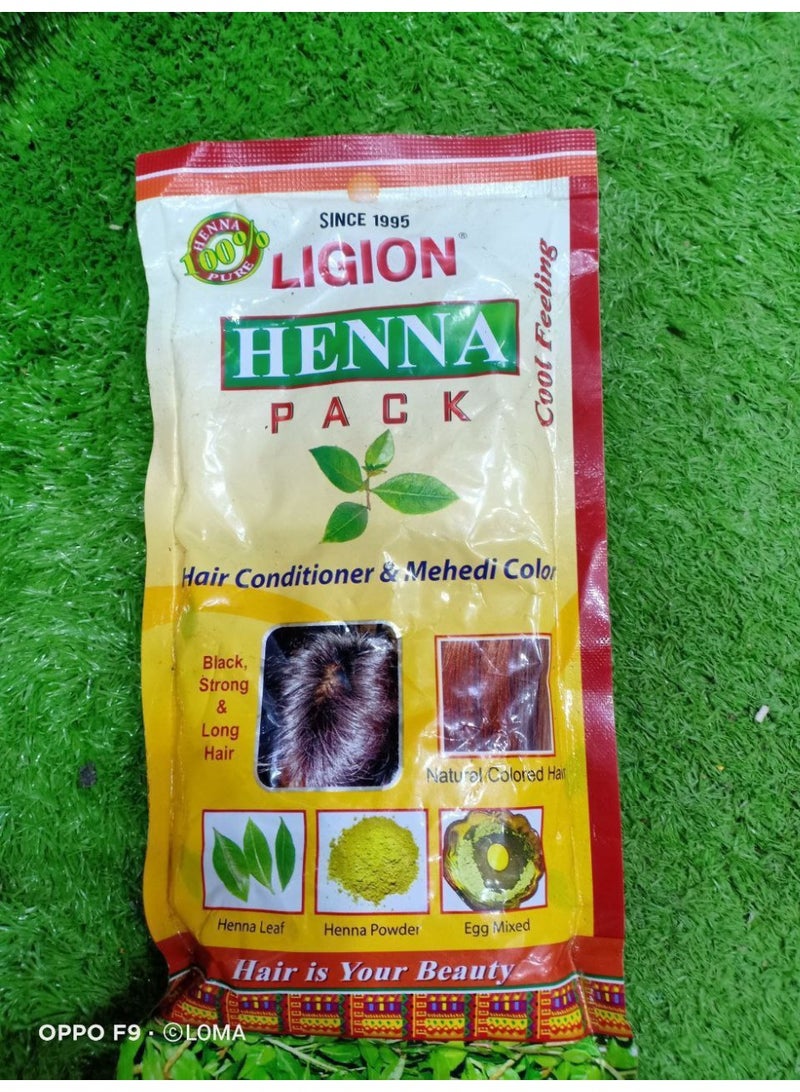 SINCE 1995
HENNA
100%
PURE
LIGION®
HENNA
PACK
Cool Feeling
Hair Conditioner & Mehedi Color
Black,
Strong
&
Long
Hair
Natural Colored Hair
Henna Leaf
Henna Powder
Egg Mixed
Hair is Your Beauty
OPPO F9 · ©LOMA